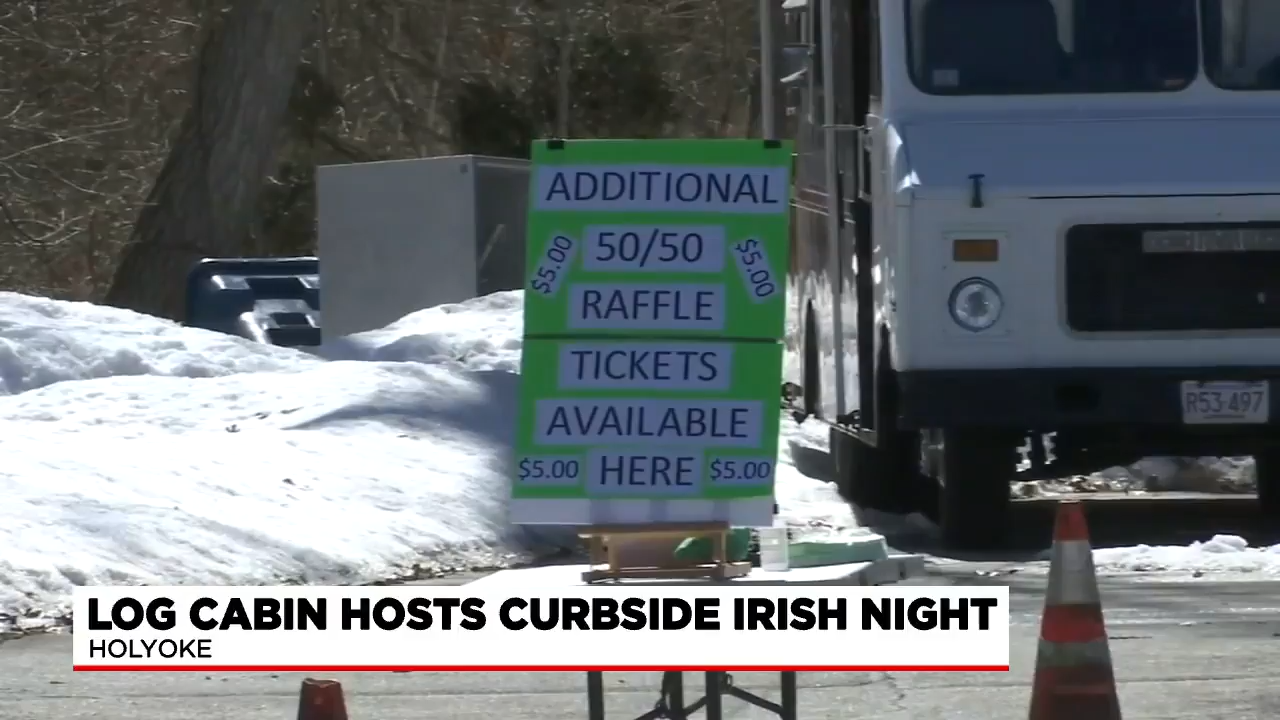 ADDITIONAL
$5.00 50/50 $5.00
RAFFLE
TICKETS
AVAILABLE
$5.00 HERE $5.00
R53-497
LOG CABIN HOSTS CURBSIDE IRISH NIGHT
HOLYOKE